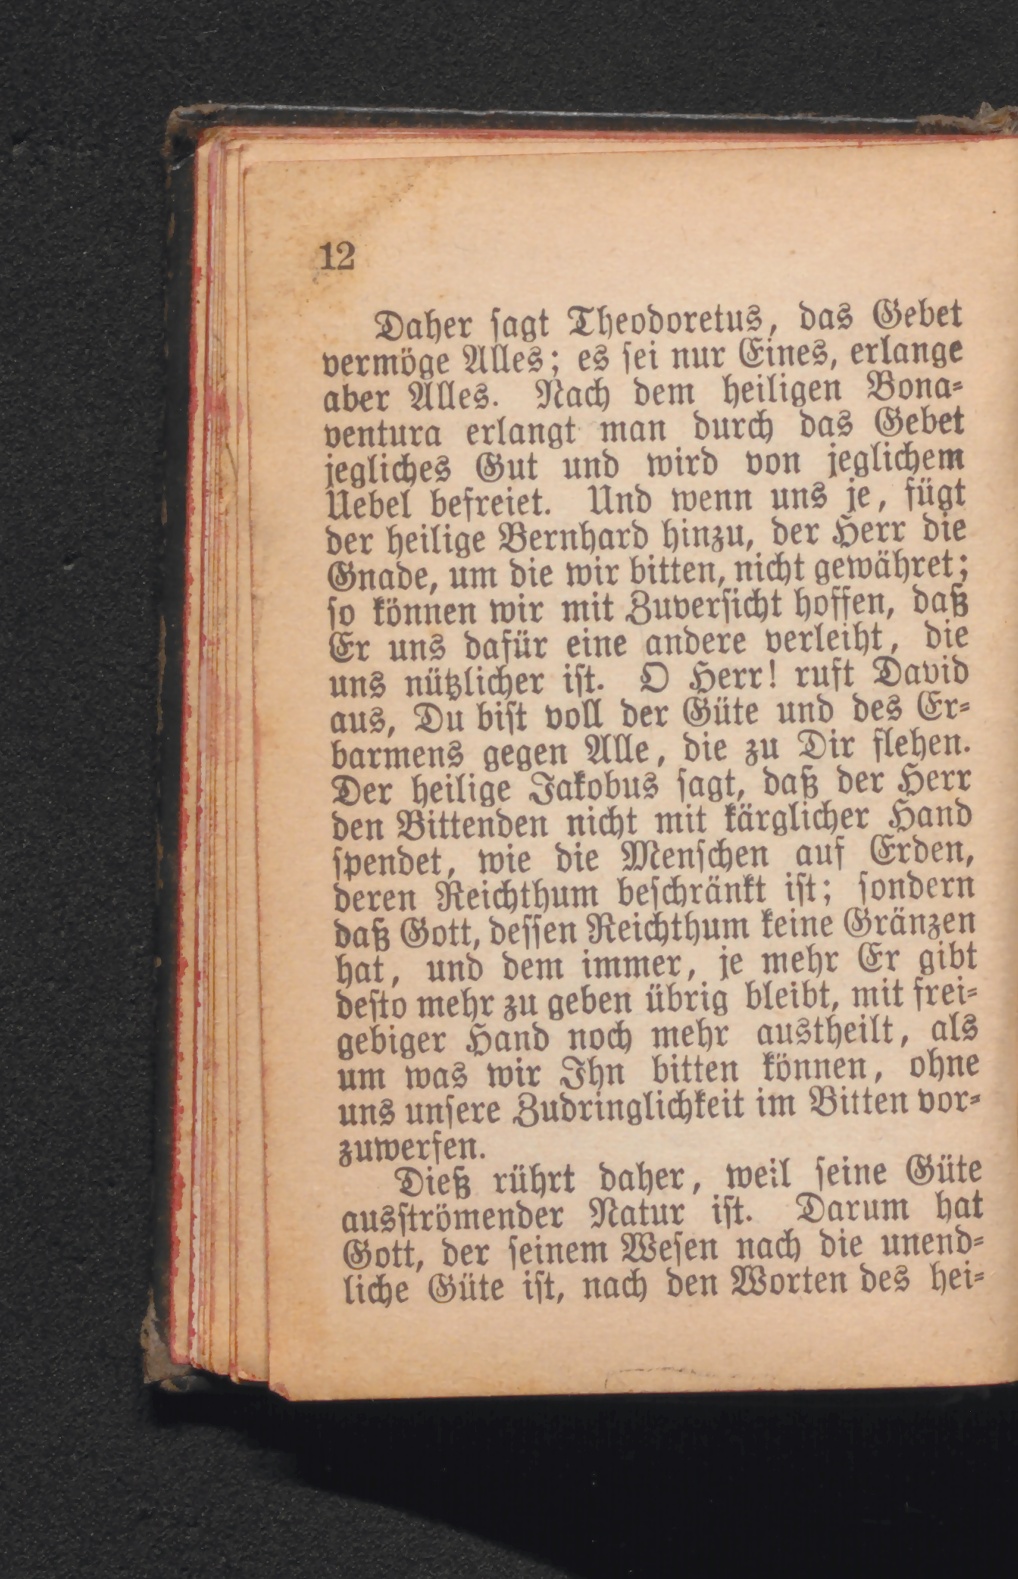 12
Daher sagt Theodoretus, das Gebet
vermöge Alles; es sei nur Eines, erlange
aber Alles. Nach dem heiligen Bona-
ventura erlangt man durch das Gebet
jegliches Gut und wird von jeglichem
Uebel befreiet. Und wenn uns je, fügt
der heilige Bernhard hinzu, der Herr die
Gnade, um die wir bitten, nicht gewähret;
so können wir mit Zuversicht hoffen, daß
Er uns dafür eine andere verleiht, die
uns nützlicher ist. O Herr! ruft David
aus, Du bist voll der Güte und des Er-
barmens gegen Alle, die zu Dir flehen.
Der heilige Jakobus sagt, daß der Herr
den Bittenden nicht mit kärglicher Hand
spendet, wie die Menschen auf Erden,
deren Reichthum beschränkt ist; sondern
daß Gott, dessen Reichthum keine Gränzen
hat, und dem immer, je mehr Er gibt
desto mehr zu geben übrig bleibt, mit frei-
gebiger Hand noch mehr austheilt, als
um was wir Ihn bitten können, ohne
uns unsere Zudringlichkeit im Bitten vor-
zuwerfen.
Dieß rührt daher, weil seine Güte
ausströmender Natur ist. Darum hat
Gott, der seinem Wesen nach die unend-
liche Güte ist, nach den Worten des hei-